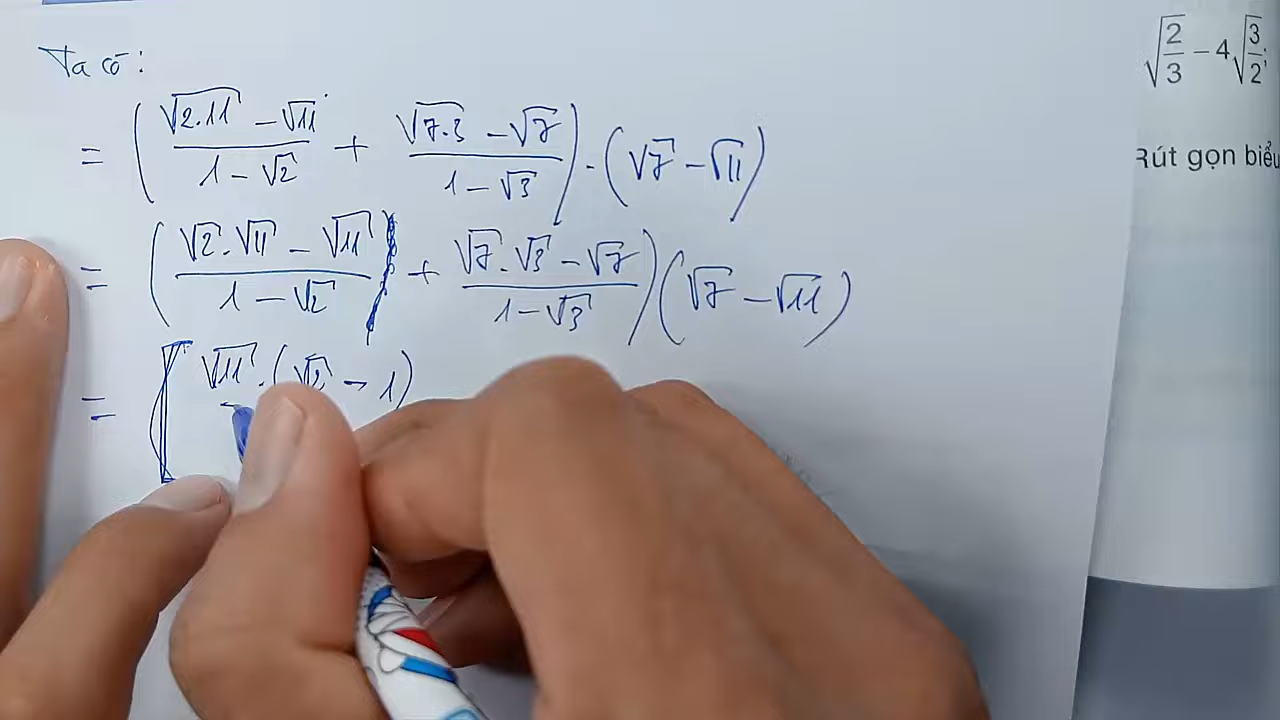 Ta có:
= ( (√2.11 − √11)/(1 − √2) + (√7.3 − √7)/(1 − √3) ) . (√7 − √11)
= ( (√2.√11 − √11)/(1 − √2) + (√7.√3 − √7)/(1 − √3) ) (√7 − √11)
= [ √11.(√2 − 1)
√(2/3) − 4√(3/2);
Rút gọn biểu